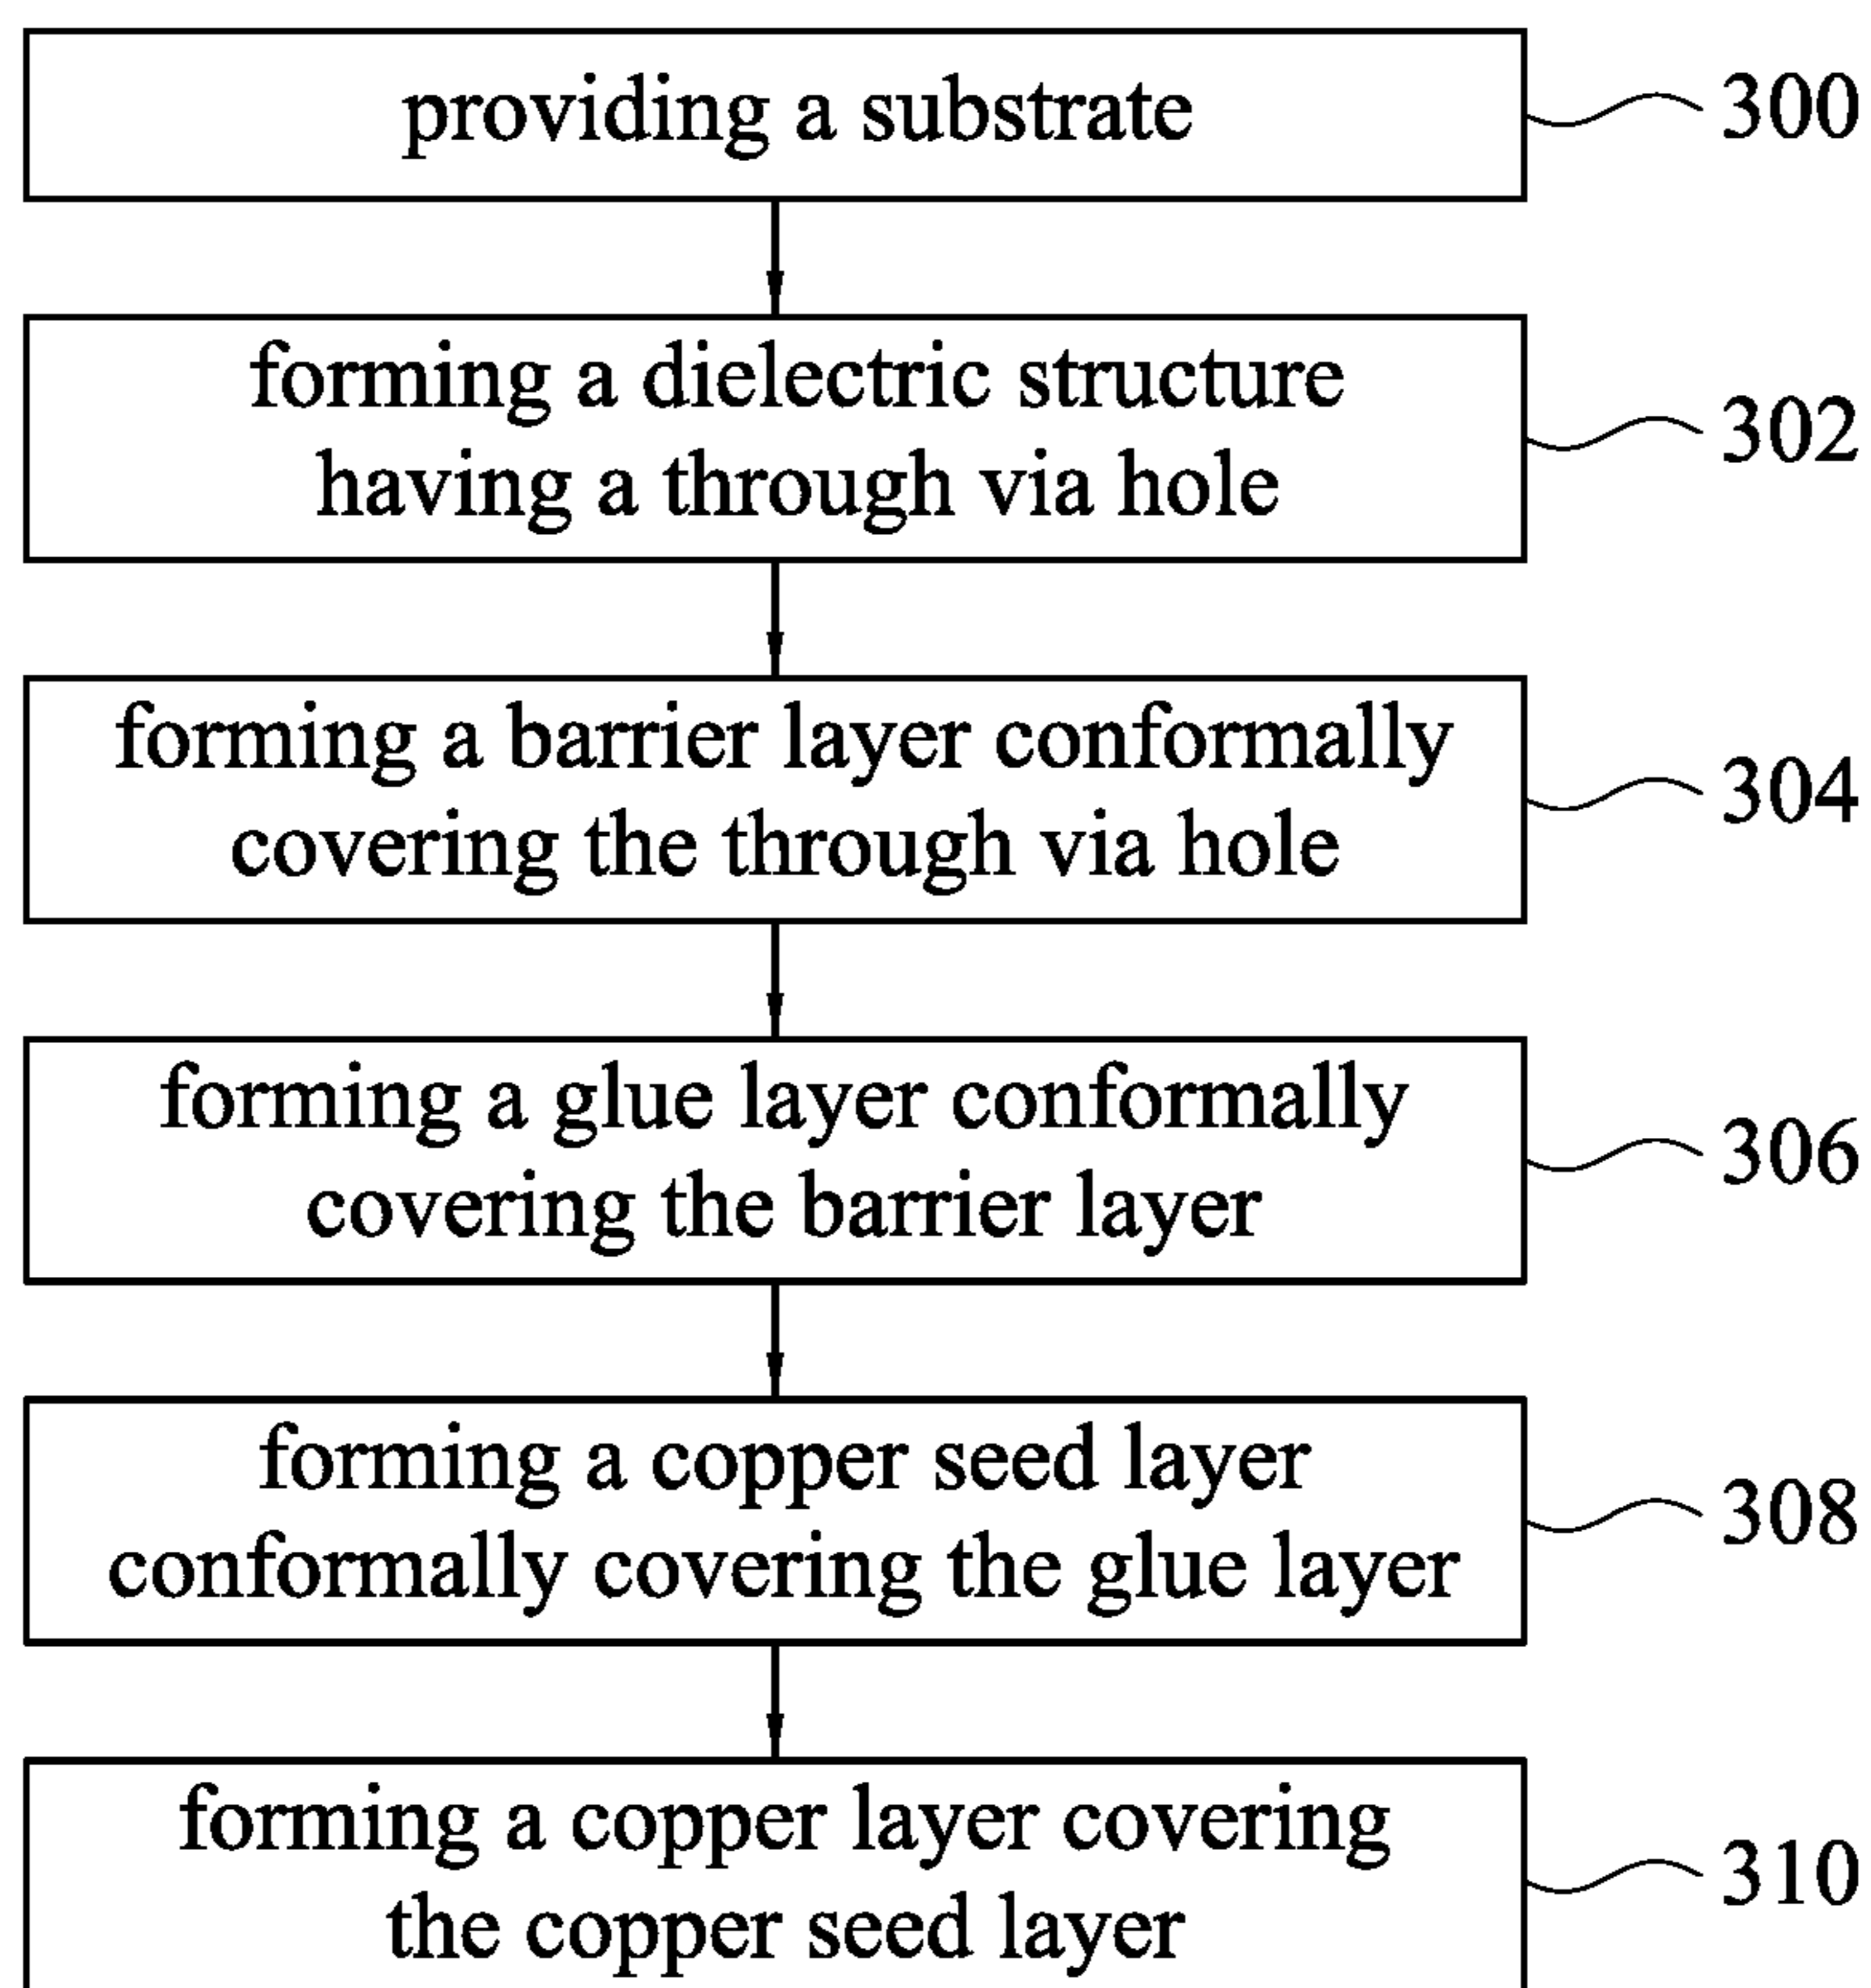 providing a substrate
300
forming a dielectric structure
having a through via hole
302
forming a barrier layer conformally
covering the through via hole
304
forming a glue layer conformally
covering the barrier layer
306
forming a copper seed layer
conformally covering the glue layer
308
forming a copper layer covering
the copper seed layer
310